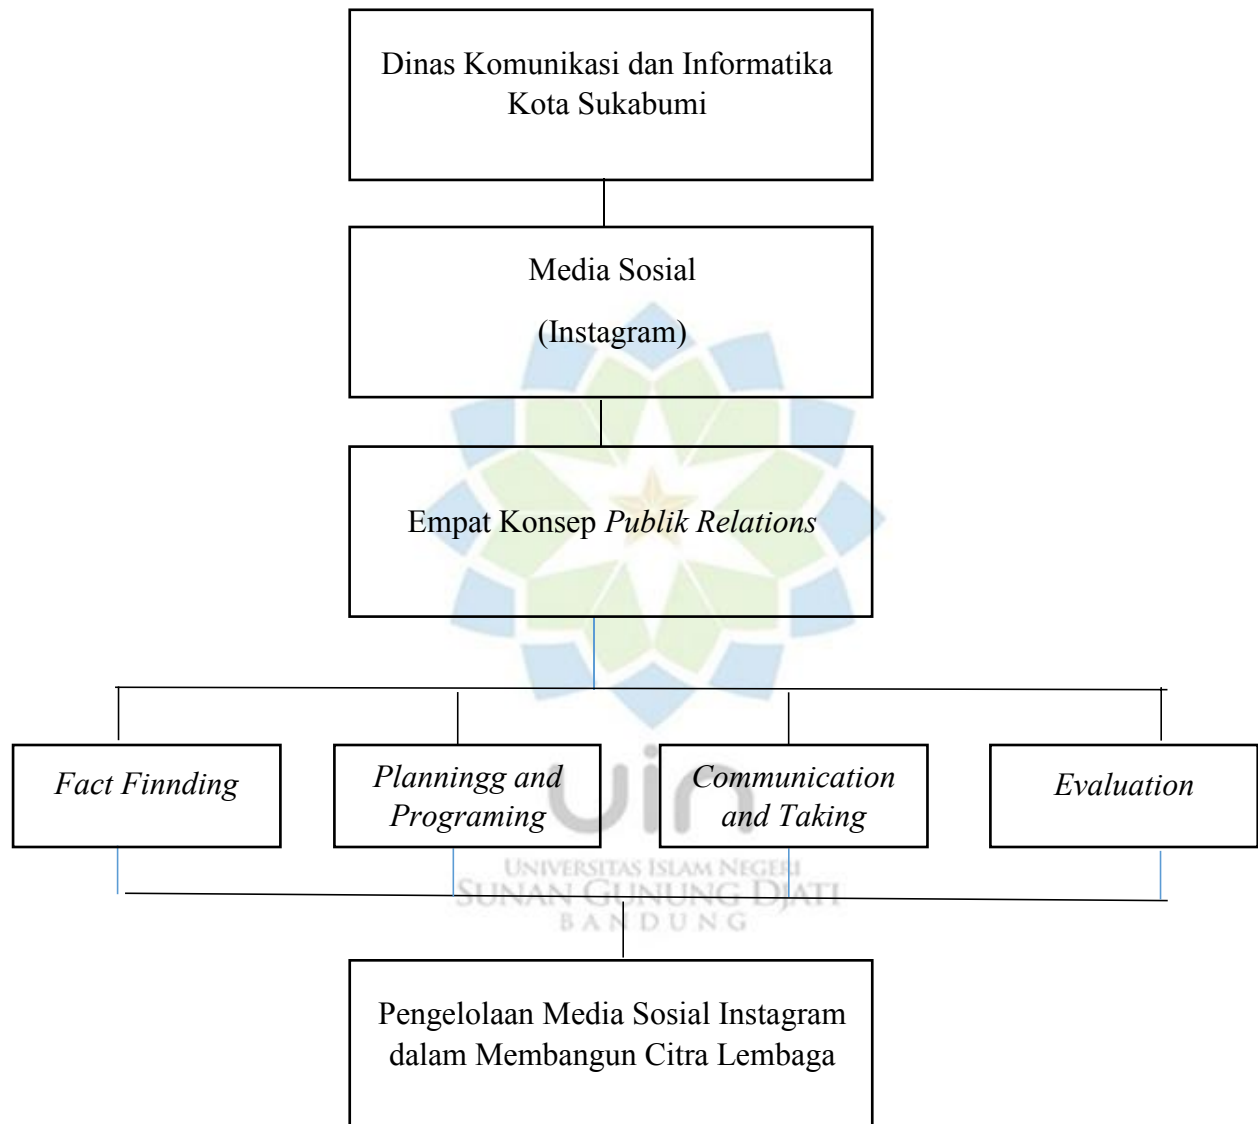 Dinas Komunikasi dan Informatika
Kota Sukabumi
Media Sosial
(Instagram)
Empat Konsep Publik Relations
Fact Finnding
Planningg and
Programing
Communication
and Taking
Evaluation
uin
UNIVERSITAS ISLAM NEGERI
SUNAN GUNUNG DJATI
BANDUNG
Pengelolaan Media Sosial Instagram
dalam Membangun Citra Lembaga